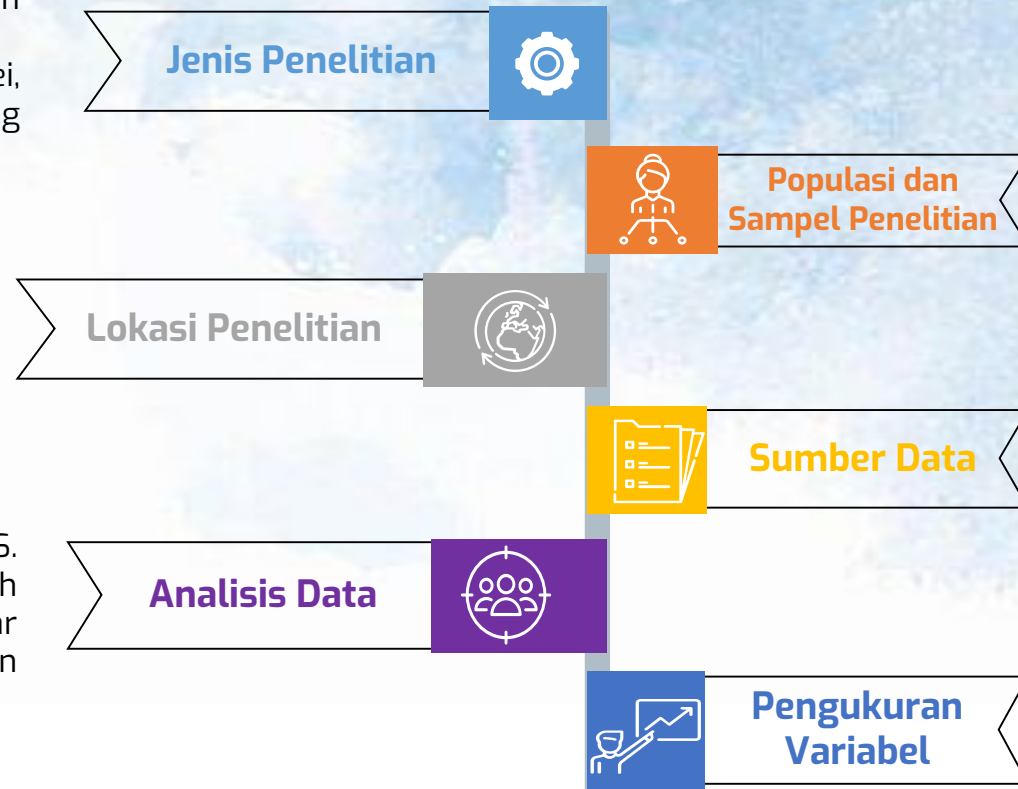 Jenis Penelitian
Populasi dan
Sampel Penelitian
Lokasi Penelitian
Sumber Data
Analisis Data
Pengukuran
Variabel